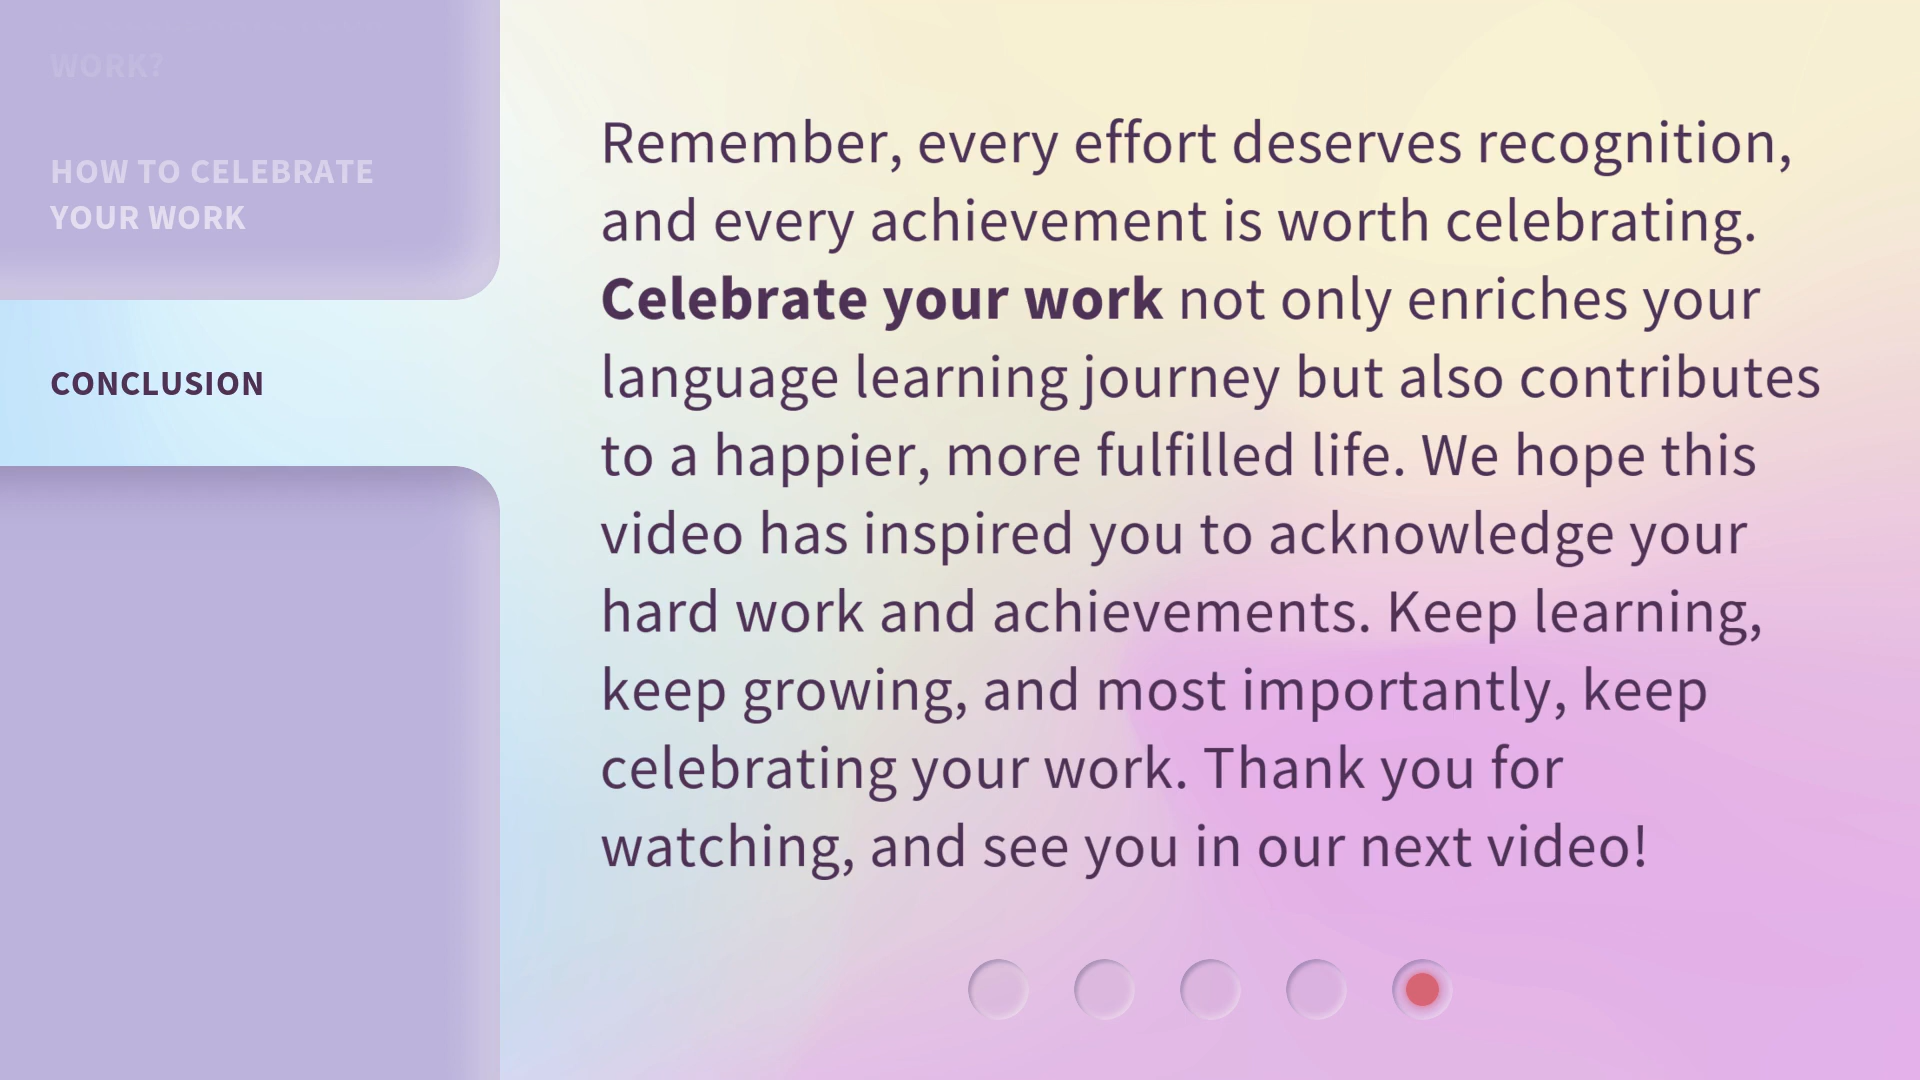 WORK?
HOW TO CELEBRATE
YOUR WORK
CONCLUSION
Remember, every effort deserves recognition,
and every achievement is worth celebrating.
Celebrate your work not only enriches your
language learning journey but also contributes
to a happier, more fulfilled life. We hope this
video has inspired you to acknowledge your
hard work and achievements. Keep learning,
keep growing, and most importantly, keep
celebrating your work. Thank you for
watching, and see you in our next video!